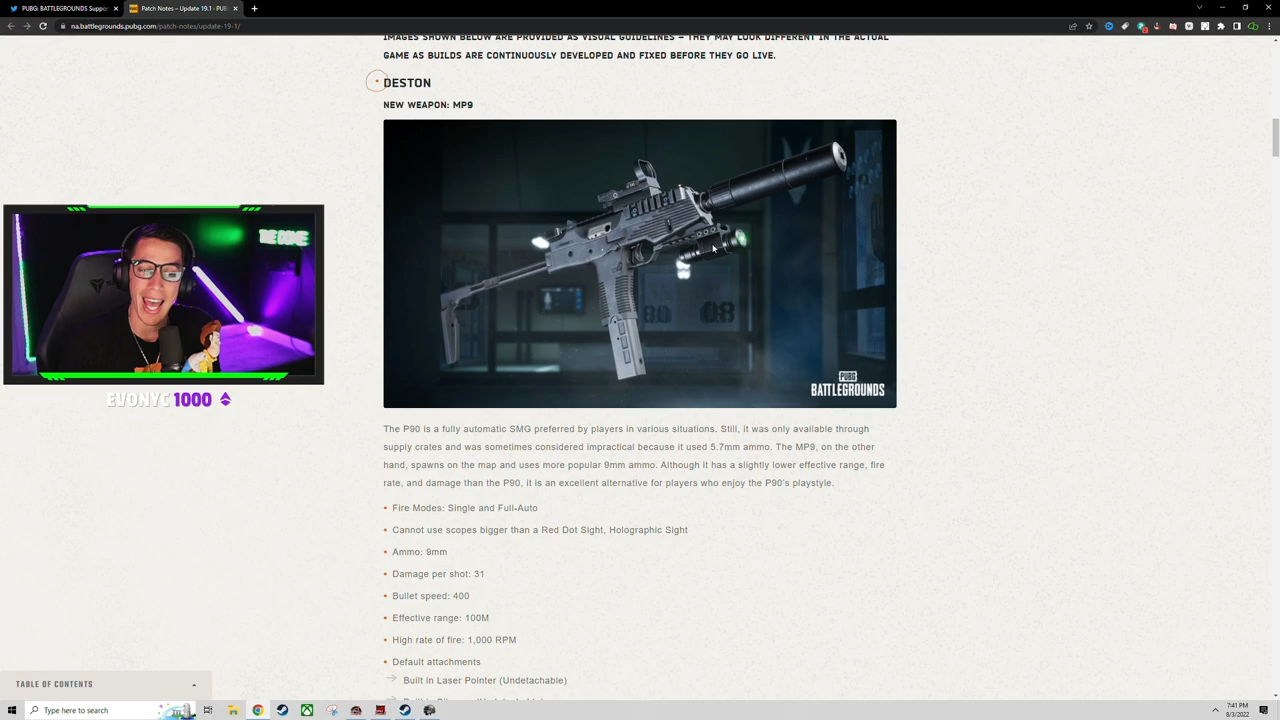 PUBG: BATTLEGROUNDS Suppor
Patch Notes – Update 19.1 - PUB
na.battlegrounds.pubg.com/patch-notes/update-19-1/
IMAGES SHOWN BELOW ARE PROVIDED AS VISUAL GUIDELINES – THEY MAY LOOK DIFFERENT IN THE ACTUAL
GAME AS BUILDS ARE CONTINUOUSLY DEVELOPED AND FIXED BEFORE THEY GO LIVE.
DESTON
NEW WEAPON: MP9
PUBG
BATTLEGROUNDS
EVONYC 1000
The P90 is a fully automatic SMG preferred by players in various situations. Still, it was only available through
supply crates and was sometimes considered impractical because it used 5.7mm ammo. The MP9, on the other
hand, spawns on the map and uses more popular 9mm ammo. Although it has a slightly lower effective range, fire
rate, and damage than the P90, it is an excellent alternative for players who enjoy the P90's playstyle.
• Fire Modes: Single and Full-Auto
• Cannot use scopes bigger than a Red Dot Sight, Holographic Sight
• Ammo: 9mm
• Damage per shot: 31
• Bullet speed: 400
• Effective range: 100M
• High rate of fire: 1,000 RPM
• Default attachments
→ Built in Laser Pointer (Undetachable)
TABLE OF CONTENTS
Type here to search
7:41 PM
8/3/2022